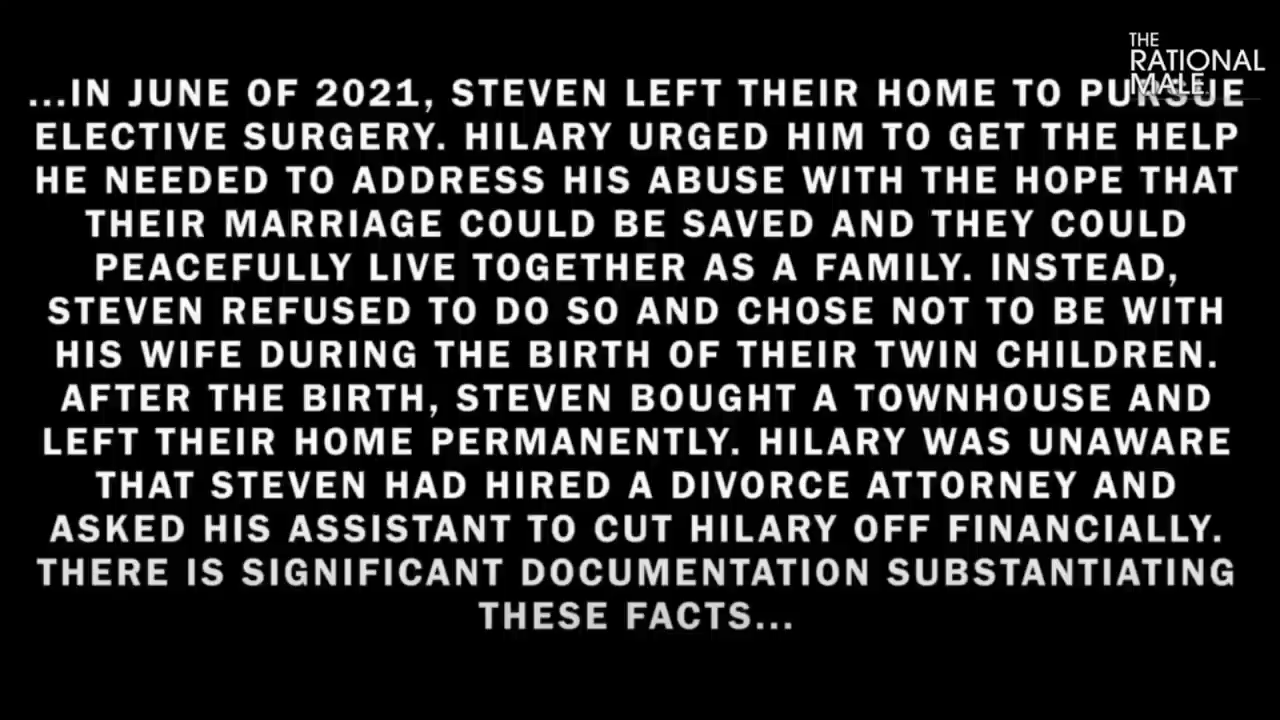 THE
RATIONAL
MALE
...IN JUNE OF 2021, STEVEN LEFT THEIR HOME TO PURSUE
ELECTIVE SURGERY. HILARY URGED HIM TO GET THE HELP
HE NEEDED TO ADDRESS HIS ABUSE WITH THE HOPE THAT
THEIR MARRIAGE COULD BE SAVED AND THEY COULD
PEACEFULLY LIVE TOGETHER AS A FAMILY. INSTEAD,
STEVEN REFUSED TO DO SO AND CHOSE NOT TO BE WITH
HIS WIFE DURING THE BIRTH OF THEIR TWIN CHILDREN.
AFTER THE BIRTH, STEVEN BOUGHT A TOWNHOUSE AND
LEFT THEIR HOME PERMANENTLY. HILARY WAS UNAWARE
THAT STEVEN HAD HIRED A DIVORCE ATTORNEY AND
ASKED HIS ASSISTANT TO CUT HILARY OFF FINANCIALLY.
THERE IS SIGNIFICANT DOCUMENTATION SUBSTANTIATING
THESE FACTS...